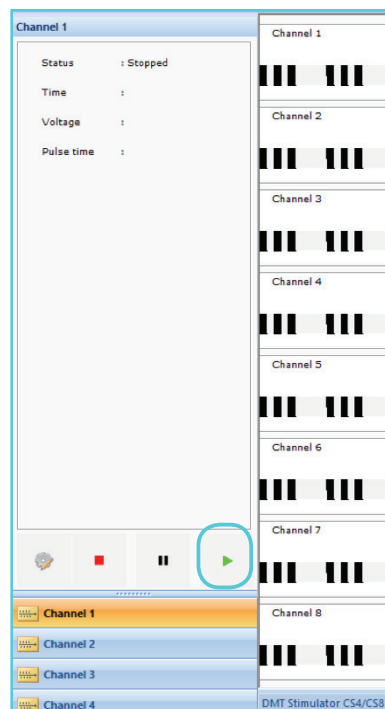 Channel 1
Status : Stopped
Time :
Voltage :
Pulse time :
Channel 1
Channel 2
Channel 3
Channel 4
Channel 1
Channel 2
Channel 3
Channel 4
Channel 5
Channel 6
Channel 7
Channel 8
DMT Stimulator CS4/CS8